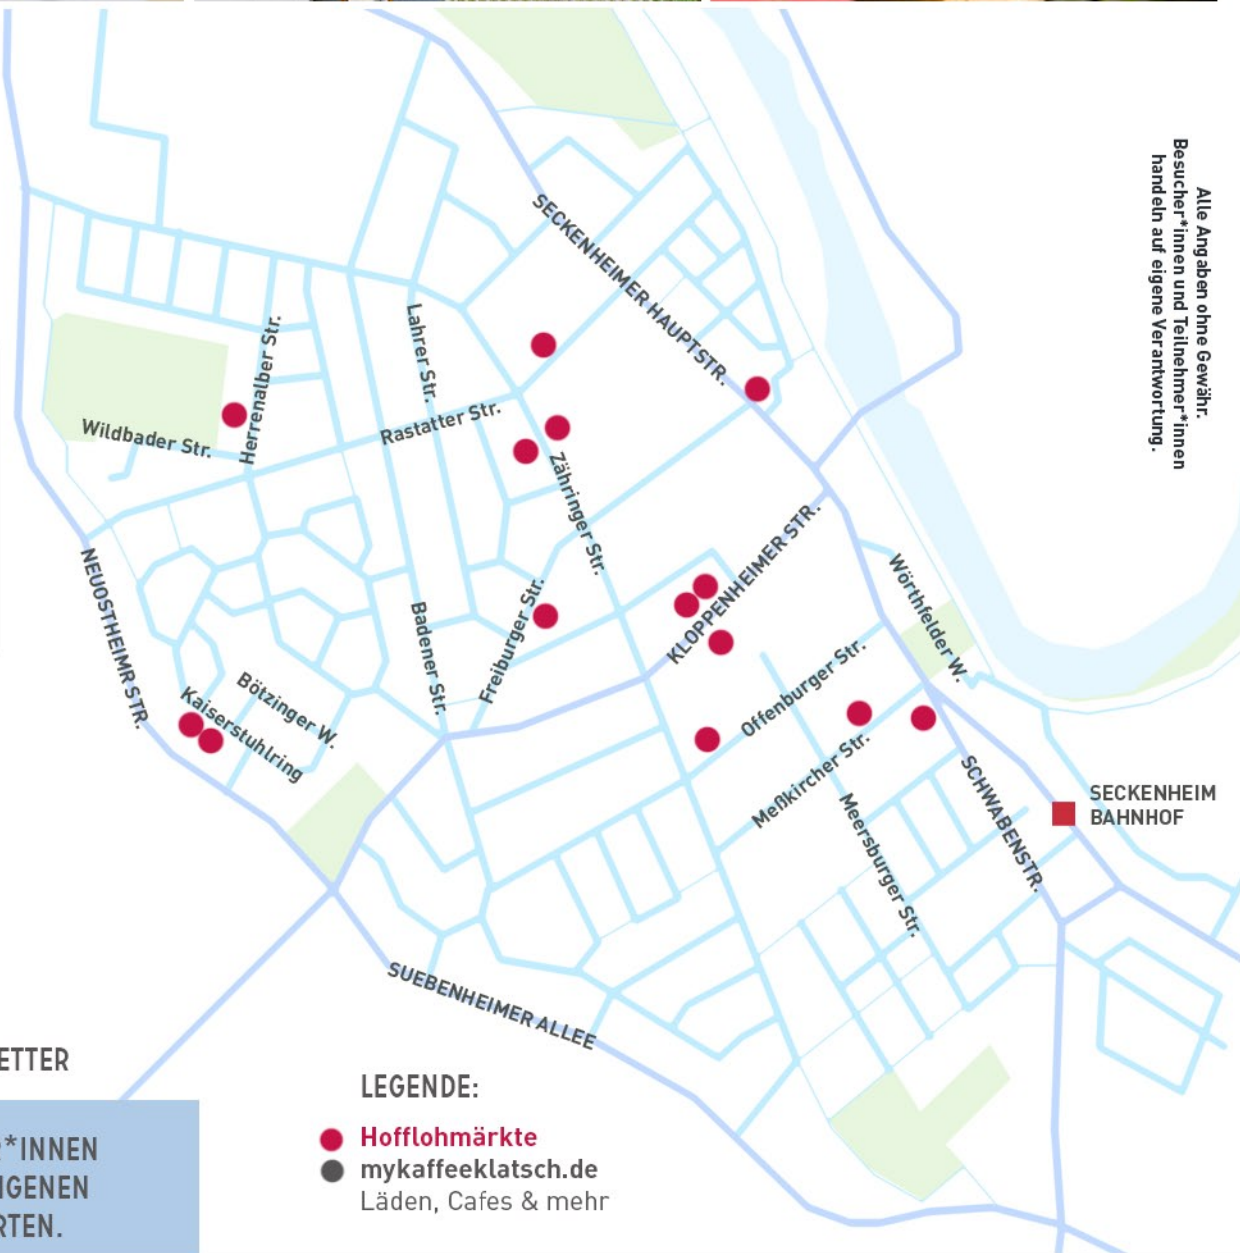 Alle Angaben ohne Gewähr.
Besucher*innen und Teilnehmer*innen
handeln auf eigene Verantwortung.
SECKENHEIMER HAUPTSTR.
Lahrer Str.
Herrenalber Str.
Rastatter Str.
Wildbader Str.
Zähringer Str.
KLOPPENHEIMER STR.
NEUOSTHEIMR STR.
Wörthfelder W.
Freiburger Str.
Badener Str.
Offenburger Str.
Bötzinger W.
Kaiserstuhlring
Meßkircher Str.
SCHWABENSTR.
Meersburger Str.
SECKENHEIM
BAHNHOF
SUEBENHEIMER ALLEE
ETTER
*INNEN
IGENEN
RTEN.
LEGENDE:
Hofflohmärkte
mykaffeeklatsch.de
Läden, Cafes & mehr